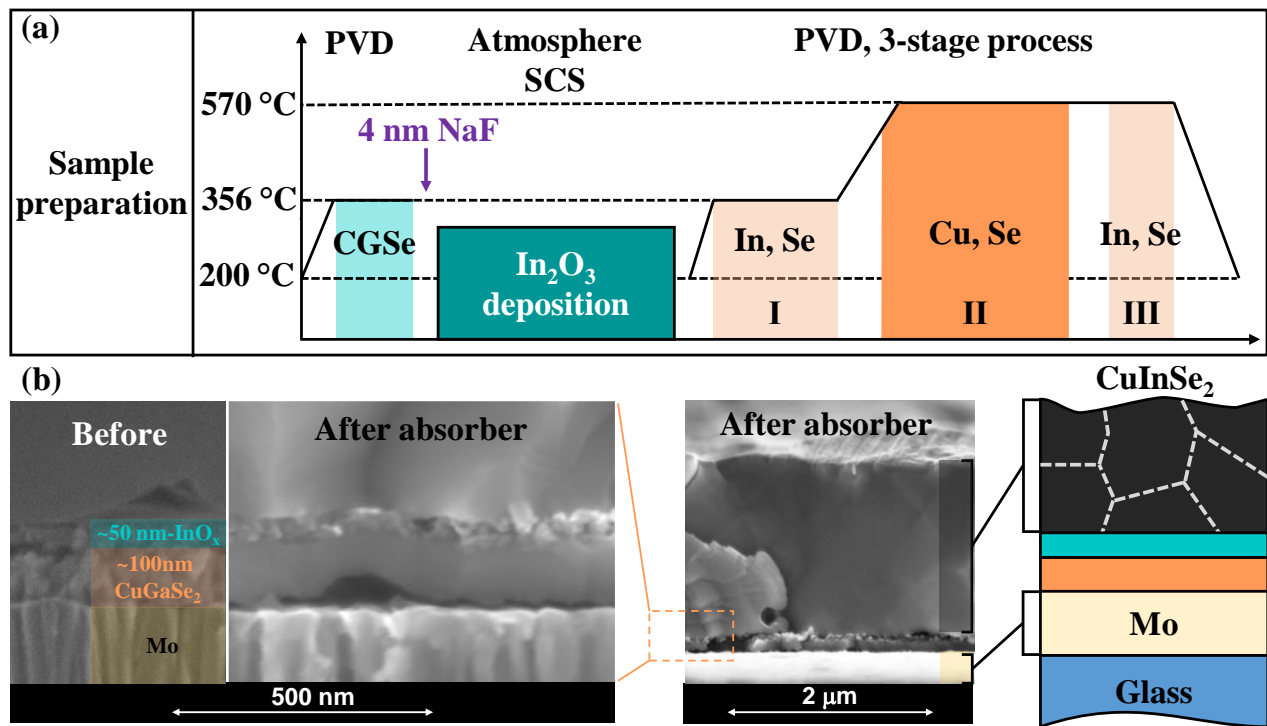 (a)
PVD
Atmosphere
SCS
PVD, 3-stage process
570 °C
4 nm NaF
Sample
preparation
356 °C
CGSe
In, Se
Cu, Se
In, Se
200 °C
In₂O₃
deposition
I
II
III
(b)
CuInSe₂
Before
After absorber
After absorber
~50 nm-InOₓ
~100nm
CuGaSe₂
Mo
Mo
500 nm
2 μm
Glass